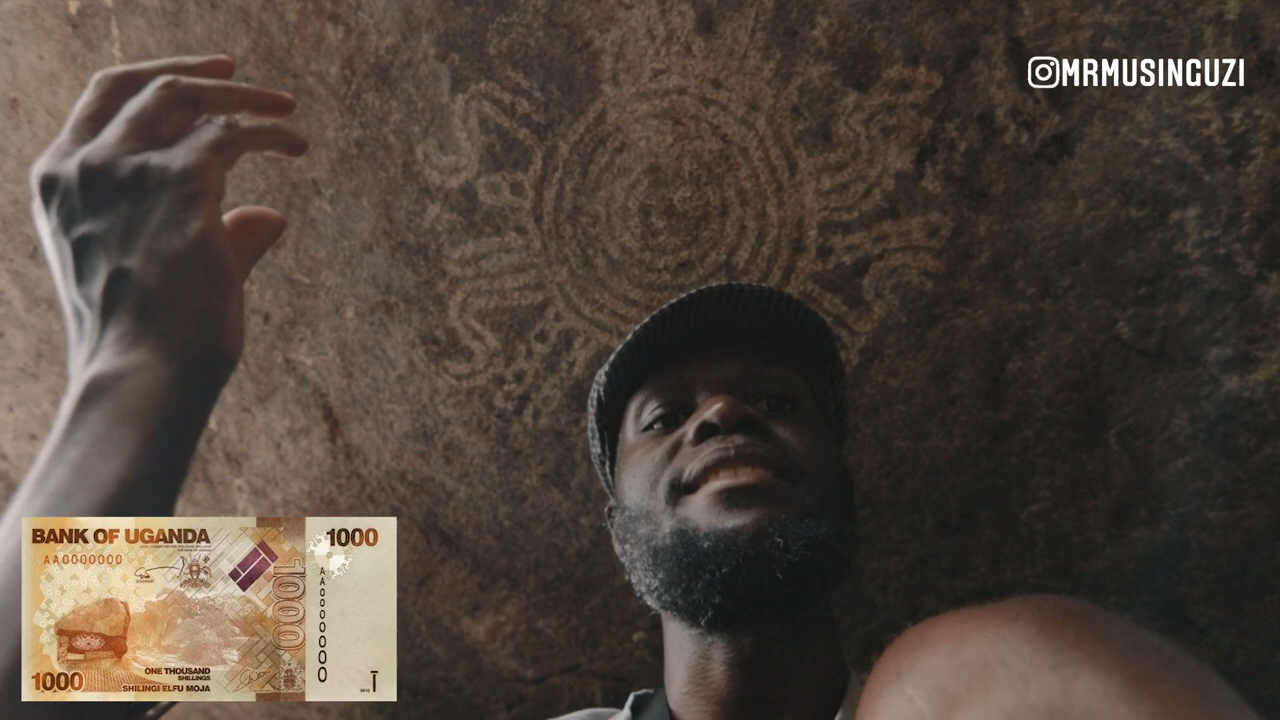 MRMUSINGUZI
BANK OF UGANDA
1000
AA0000000
AA0000000
1000
ONE THOUSAND
SHILLINGS
1000
SHILINGI ELFU MOJA